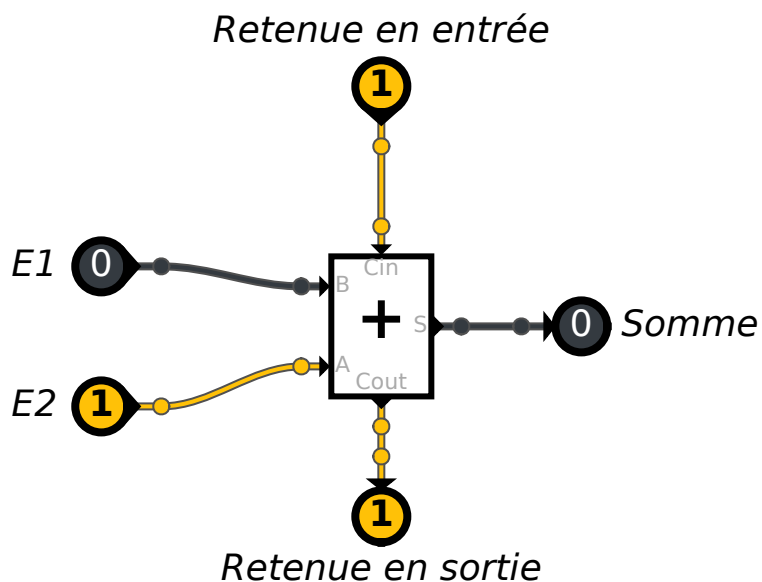 Retenue en entrée
1
Cin
E1
0
B
+
S
0
Somme
E2
1
A
Cout
1
Retenue en sortie